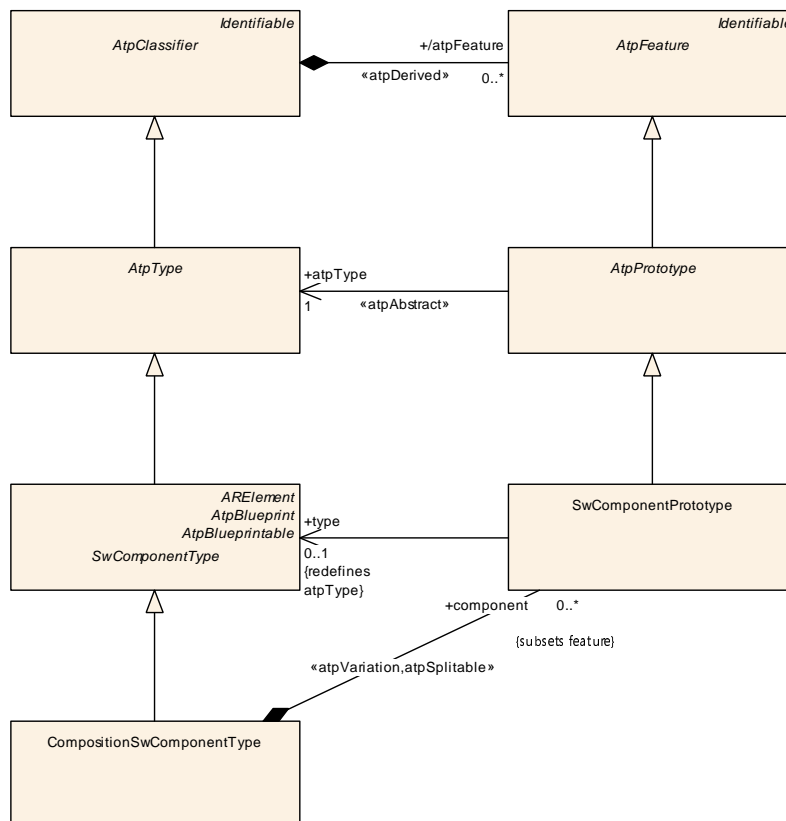 Identifiable
AtpClassifier
+/atpFeature
«atpDerived»
0..*
Identifiable
AtpFeature
AtpType
+atpType
1
«atpAbstract»
AtpPrototype
ARElement
AtpBlueprint
AtpBlueprintable
SwComponentType
+type
0..1
{redefines
atpType}
SwComponentPrototype
+component
0..*
{subsets feature}
«atpVariation,atpSplitable»
CompositionSwComponentType